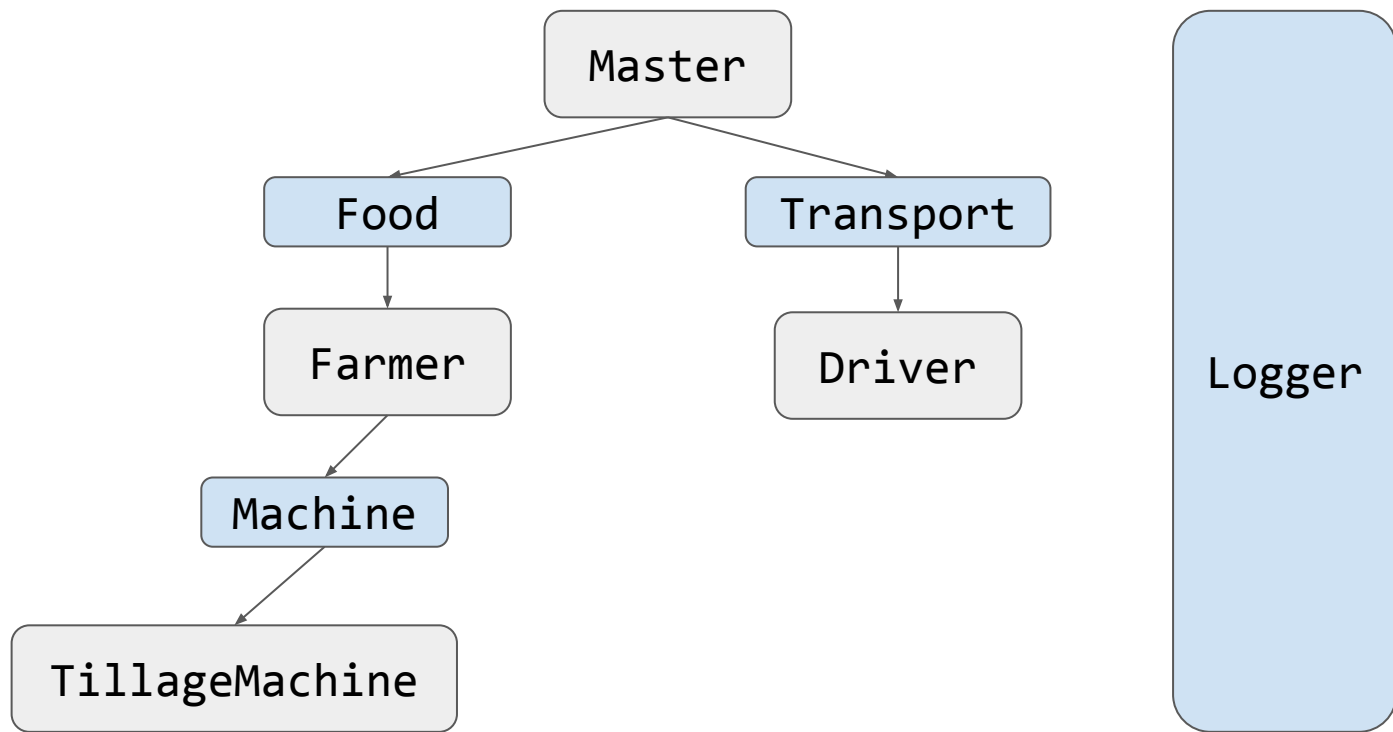 Master
Food
Transport
Farmer
Driver
Logger
Machine
TillageMachine